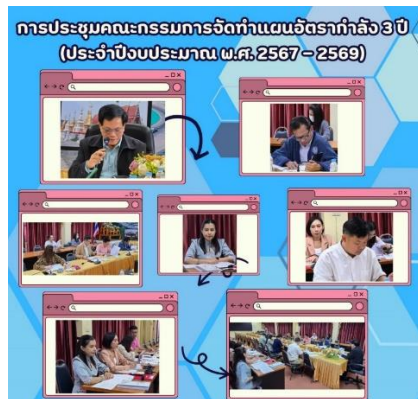 การประชุมคณะกรรมการจัดทำแผนอัตรากำลัง 3 ปี
(ประจำปีงบประมาณ พ.ศ. 2567 - 2569)